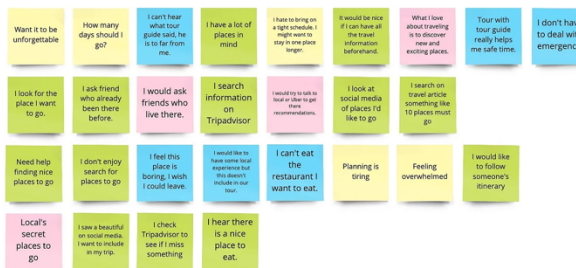 Want it to be
unforgettable
How many
days should I
go?
I can't hear
what tour
guide said, he
is to far from
me.
I have a lot of
places in
mind
I hate to bring on
a tight schedule. I
might want to
stay in one place
longer.
It would be nice
if I can have all
the travel
information
beforehand.
What I love
about traveling
is to discover
new and
exciting places.
Tour with
tour guide
really helps
me safe time.
I don't hav
to deal wit
emergenc
I look for the
place I want
to go.
I ask friend
who already
been there
before.
I would ask
friends who
live there.
I search
information
on
Tripadvisor
I would try to talk to
local or Uber to get
there
recommendations.
I look at
social media
of places I'd
like to go
I search on
travel article
something like
10 places must
go
Need help
finding nice
places to go
I don't enjoy
search for
places to go
I feel this
place is
boring, I wish
I could leave.
I would like to
have some local
experience but this
doesn't include in
our tour.
I can't eat
the
restaurant I
want to eat.
Planning is
tiring
Feeling
overwhelmed
I would like
to follow
someone's
itinerary
Local's
secret
places to
go
I saw a beautiful
on social media.
I want to include
in my trip.
I check
Tripadvisor to
see if I miss
something
I hear there
is a nice
place to
eat.